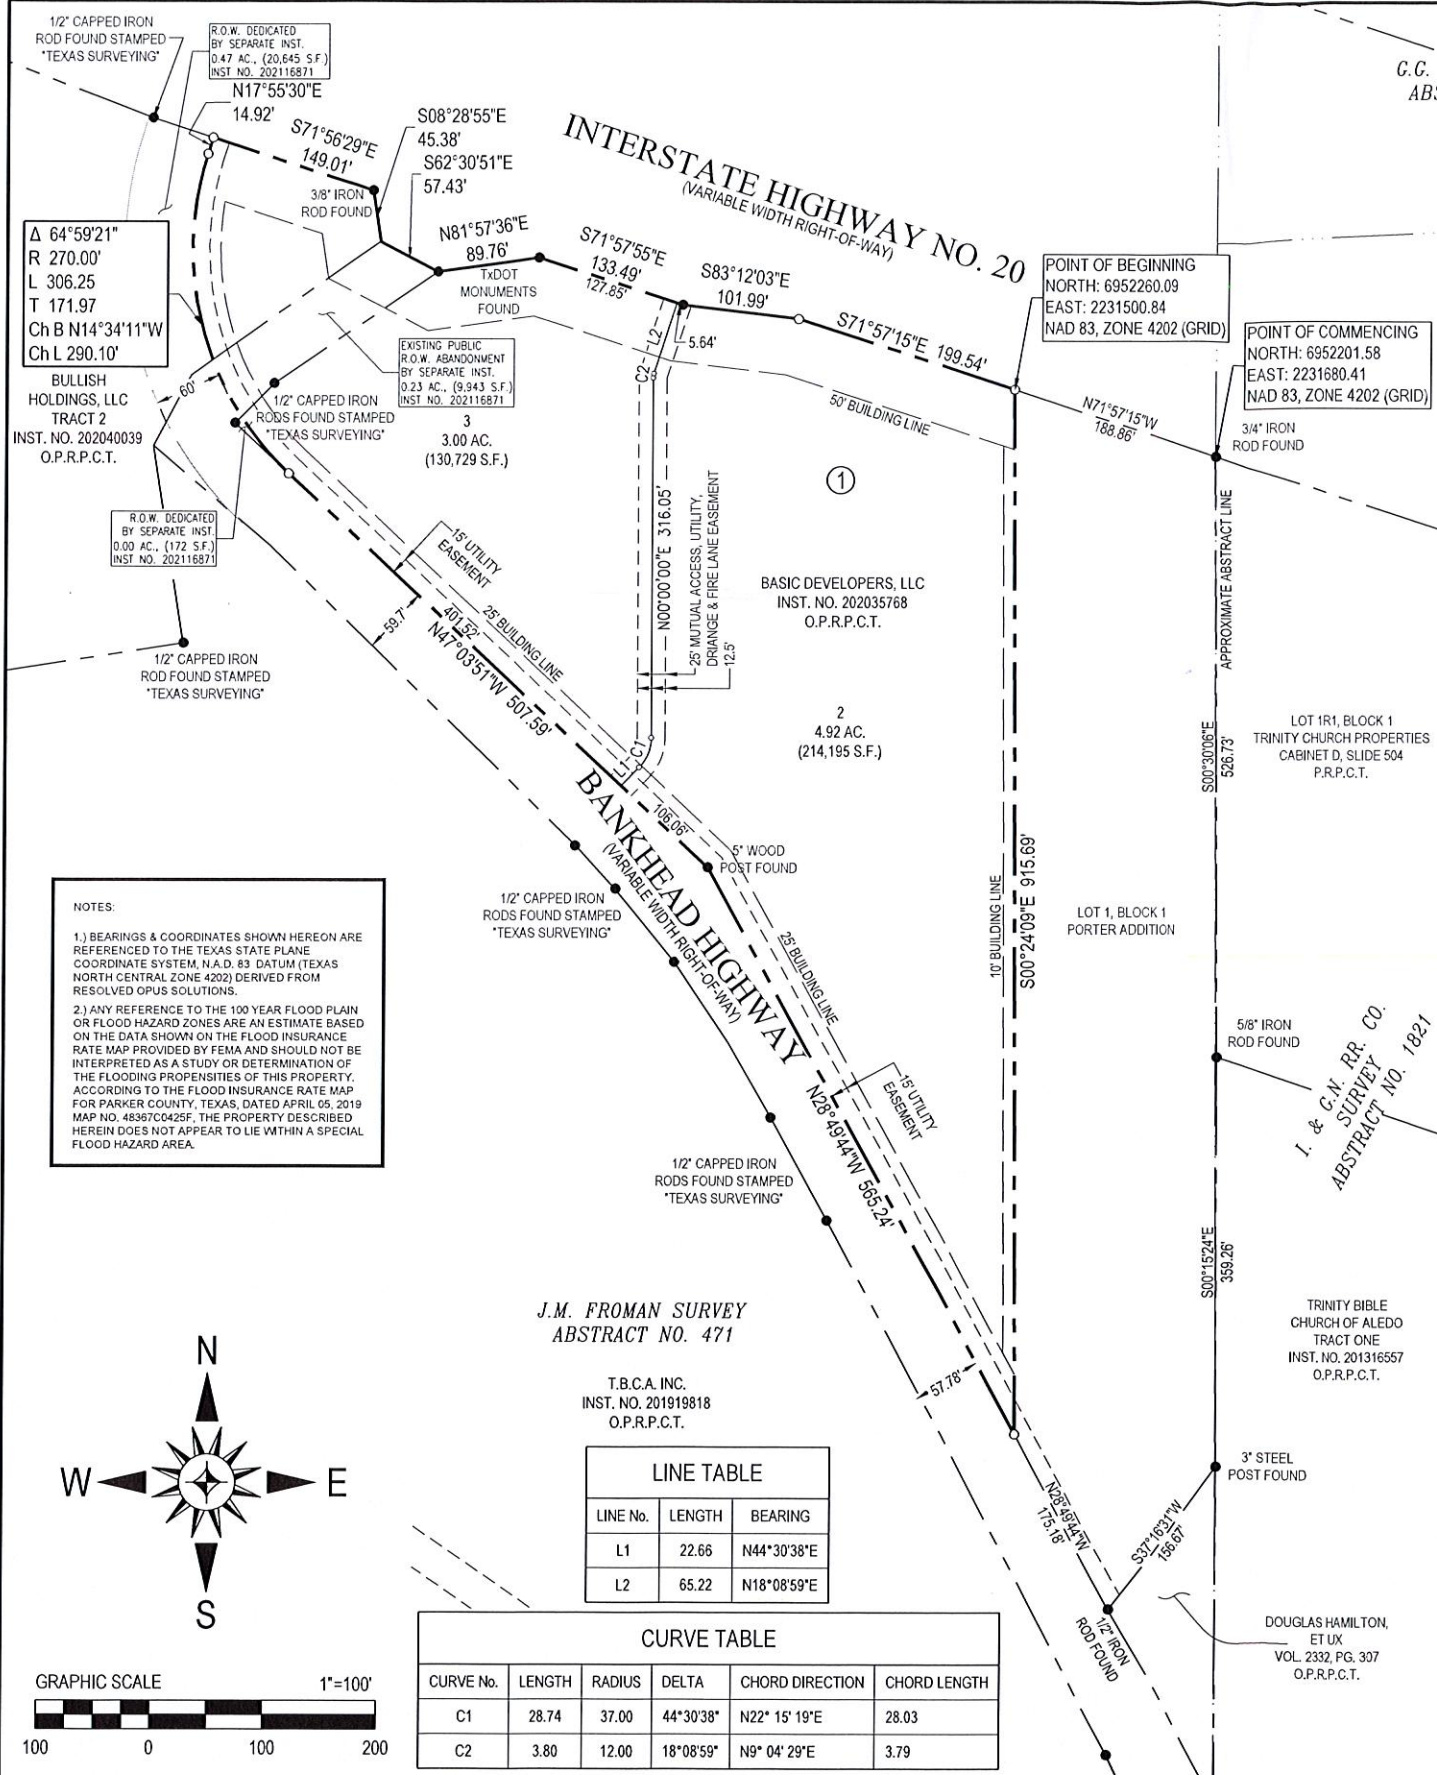 1/2" CAPPED IRON
ROD FOUND STAMPED
"TEXAS SURVEYING"
R.O.W. DEDICATED
BY SEPARATE INST.
0.47 AC., (20,645 S.F.)
INST NO. 202116871
N17°55'30"E
14.92'
S71°56'29"E
149.01'
3/8" IRON
ROD FOUND
S08°28'55"E
45.38'
S62°30'51"E
57.43'
N81°57'36"E
89.76'
TxDOT
MONUMENTS
FOUND
S71°57'55"E
133.49'
127.85'
S83°12'03"E
101.99'
5.64'
INTERSTATE HIGHWAY NO. 20
(VARIABLE WIDTH RIGHT-OF-WAY)
S71°57'15"E 199.54'
50' BUILDING LINE
G.G.
POINT OF BEGINNING
NORTH: 6952260.09
EAST: 2231500.84
NAD 83, ZONE 4202 (GRID)
POINT OF COMMENCING
NORTH: 6952201.58
EAST: 2231680.41
NAD 83, ZONE 4202 (GRID)
N71°57'15"W
188.86'
3/4" IRON
ROD FOUND
Δ 64°59'21"
R 270.00'
L 306.25
T 171.97
Ch B N14°34'11"W
Ch L 290.10'
BULLISH
HOLDINGS, LLC
TRACT 2
INST. NO. 202040039
O.P.R.P.C.T.
60'
1/2" CAPPED IRON
RODS FOUND STAMPED
"TEXAS SURVEYING"
EXISTING PUBLIC
R.O.W. ABANDONMENT
BY SEPARATE INST.
0.23 AC., (9,943 S.F.)
INST NO. 202116871
3
3.00 AC.
(130,729 S.F.)
L2
C2
N00°00'00"E 316.05'
25' MUTUAL ACCESS, UTILITY,
DRIANGE & FIRE LANE EASEMENT
12.5'
C1
L1
1
BASIC DEVELOPERS, LLC
INST. NO. 202035768
O.P.R.P.C.T.
2
4.92 AC.
(214,195 S.F.)
R.O.W. DEDICATED
BY SEPARATE INST.
0.00 AC., (172 S.F.)
INST NO. 202116871
1/2" CAPPED IRON
ROD FOUND STAMPED
"TEXAS SURVEYING"
15' UTILITY
EASEMENT
25' BUILDING LINE
59.7'
401.52'
N47°03'51"W 507.59'
106.06'
5" WOOD
POST FOUND
BANKHEAD HIGHWAY
(VARIABLE WIDTH RIGHT-OF-WAY)
1/2" CAPPED IRON
RODS FOUND STAMPED
"TEXAS SURVEYING"
25' BUILDING LINE
15' UTILITY
EASEMENT
N28°49'44"W 565.24'
10' BUILDING LINE
S00°24'09"E 915.69'
LOT 1, BLOCK 1
PORTER ADDITION
APPROXIMATE ABSTRACT LINE
S00°30'06"E
526.73'
LOT 1R1, BLOCK 1
TRINITY CHURCH PROPERTIES
CABINET D, SLIDE 504
P.R.P.C.T.
5/8" IRON
ROD FOUND
I. & G.N. RR. CO.
SURVEY
ABSTRACT NO. 1821
S00°15'24"E
359.26'
TRINITY BIBLE
CHURCH OF ALEDO
TRACT ONE
INST. NO. 201316557
O.P.R.P.C.T.
3" STEEL
POST FOUND
S37°16'31"W
156.67'
N28°49'44"W
175.18'
1/2" IRON
ROD FOUND
DOUGLAS HAMILTON,
ET UX
VOL. 2332, PG. 307
O.P.R.P.C.T.
57.78'
1/2" CAPPED IRON
RODS FOUND STAMPED
"TEXAS SURVEYING"
NOTES:
1.) BEARINGS & COORDINATES SHOWN HEREON ARE
REFERENCED TO THE TEXAS STATE PLANE
COORDINATE SYSTEM, N.A.D. 83 DATUM (TEXAS
NORTH CENTRAL ZONE 4202) DERIVED FROM
RESOLVED OPUS SOLUTIONS.
2.) ANY REFERENCE TO THE 100 YEAR FLOOD PLAIN
OR FLOOD HAZARD ZONES ARE AN ESTIMATE BASED
ON THE DATA SHOWN ON THE FLOOD INSURANCE
RATE MAP PROVIDED BY FEMA AND SHOULD NOT BE
INTERPRETED AS A STUDY OR DETERMINATION OF
THE FLOODING PROPENSITIES OF THIS PROPERTY.
ACCORDING TO THE FLOOD INSURANCE RATE MAP
FOR PARKER COUNTY, TEXAS, DATED APRIL 05, 2019
MAP NO. 48367C0425F, THE PROPERTY DESCRIBED
HEREIN DOES NOT APPEAR TO LIE WITHIN A SPECIAL
FLOOD HAZARD AREA.
J.M. FROMAN SURVEY
ABSTRACT NO. 471
T.B.C.A. INC.
INST. NO. 201919818
O.P.R.P.C.T.
N
W E
S
GRAPHIC SCALE 1"=100'
100 0 100 200
LINE TABLE
LINE No. LENGTH BEARING
L1 22.66 N44°30'38"E
L2 65.22 N18°08'59"E
CURVE TABLE
CURVE No. LENGTH RADIUS DELTA CHORD DIRECTION CHORD LENGTH
C1 28.74 37.00 44°30'38" N22° 15' 19"E 28.03
C2 3.80 12.00 18°08'59" N9° 04' 29"E 3.79